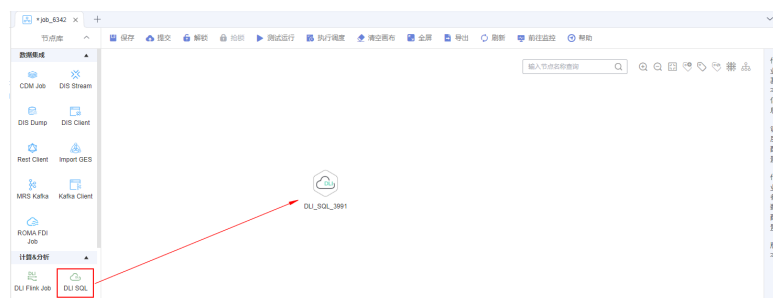 *job_6342 × +
节点库
保存 提交 解锁 抢锁 测试运行 执行调度 清空画布 全屏 导出 刷新 前往监控 帮助
数据集成
CDM Job DIS Stream
DIS Dump DIS Client
Rest Client Import GES
MRS Kafka Kafka Client
ROMA FDI
Job
计算&分析
DLI Flink Job DLI SQL
输入节点名称查询
DLI
DLI_SQL_3991